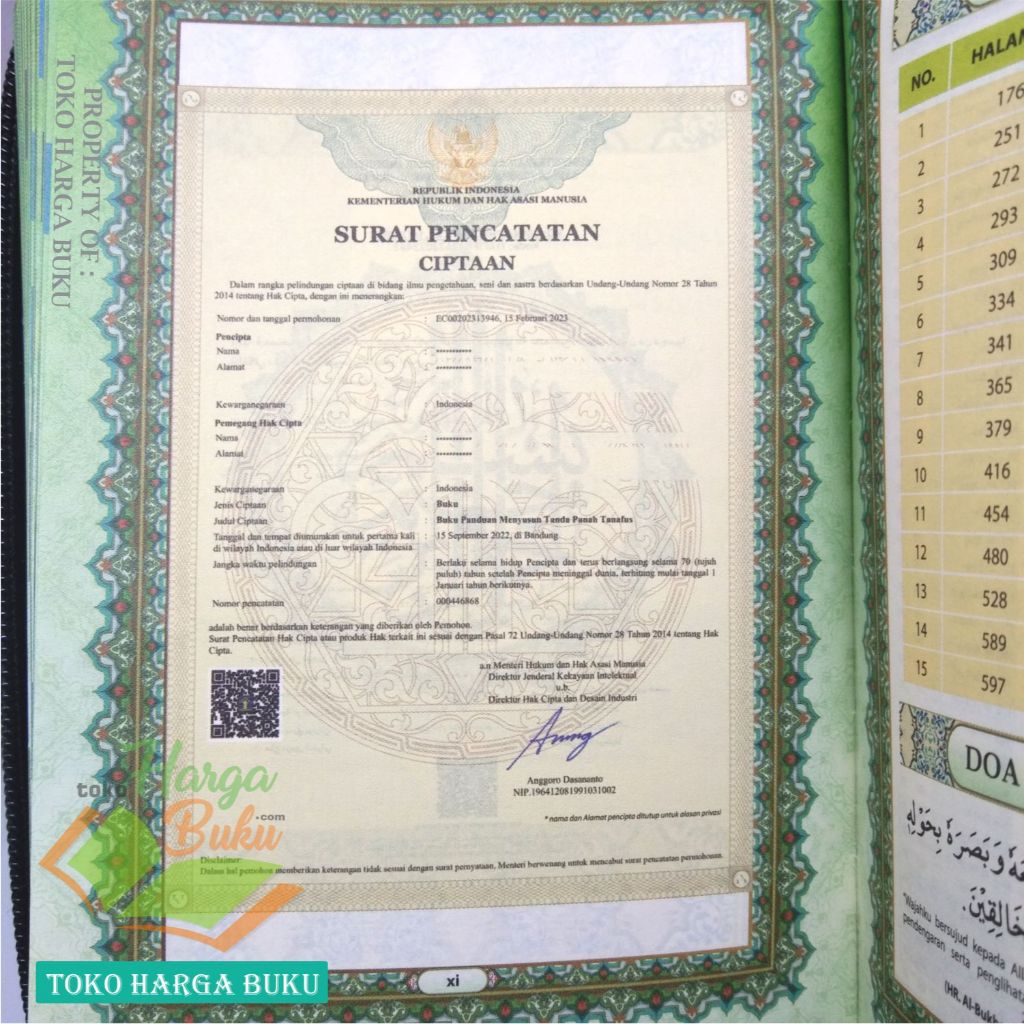 PROPERTY OF :
TOKO HARGA BUKU
REPUBLIK INDONESIA
KEMENTERIAN HUKUM DAN HAK ASASI MANUSIA
SURAT PENCATATAN
CIPTAAN
Dalam rangka pelindungan ciptaan di bidang ilmu pengetahuan, seni dan sastra berdasarkan Undang-Undang Nomor 28 Tahun
2014 tentang Hak Cipta, dengan ini menerangkan:
Nomor dan tanggal permohonan : EC00202313946, 15 Februari 2023
Pencipta
Nama : ***********
Alamat : ***********
Kewarganegaraan : Indonesia
Pemegang Hak Cipta
Nama : ***********
Alamat : ***********
Kewarganegaraan : Indonesia
Jenis Ciptaan : Buku
Judul Ciptaan : Buku Panduan Menyusun Tanda Punah Tanafus
Tanggal dan tempat diumumkan untuk pertama kali : 15 September 2022, di Bandung
di wilayah Indonesia atau di luar wilayah Indonesia
Jangka waktu pelindungan : Berlaku selama hidup Pencipta dan terus berlangsung selama 70 (tujuh
puluh) tahun setelah Pencipta meninggal dunia, terhitung mulai tanggal 1
Januari tahun berikutnya.
Nomor pencatatan : 000446868
adalah benar berdasarkan keterangan yang diberikan oleh Pemohon.
Surat Pencatatan Hak Cipta atau produk Hak terkait ini sesuai dengan Pasal 72 Undang-Undang Nomor 28 Tahun 2014 tentang Hak
Cipta.
a.n Menteri Hukum dan Hak Asasi Manusia
Direktur Jenderal Kekayaan Intelektual
u.b.
Direktur Hak Cipta dan Desain Industri
Anggoro Dasananto
NIP.196412081991031002
* nama dan Alamat pencipta ditutup untuk alasan privasi
Disclaimer:
Dalam hal pemohon memberikan keterangan tidak sesuai dengan surat pernyataan, Menteri berwenang untuk mencabut surat pencatatan permohonan.
xi
toko Harga
Buku
.com
TOKO HARGA BUKU
NO. HALAM
1 176
2 251
3 272
4 293
5 309
6 334
7 341
8 365
9 379
10 416
11 454
12 480
13 528
14 589
15 597
DOA
وَبَصَرَهُ بِحَوْلِهِ
"Wajahku bersujud kepada All
pendengaran serta penglihat
(HR. Al-Bukh